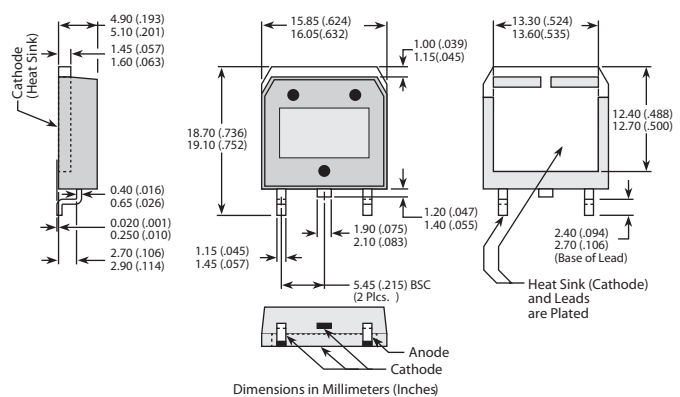 4.90 (.193)
5.10 (.201)
1.45 (.057)
1.60 (.063)
Cathode
(Heat Sink)
0.40 (.016)
0.65 (.026)
0.020 (.001)
0.250 (.010)
2.70 (.106)
2.90 (.114)
15.85 (.624)
16.05(.632)
1.00 (.039)
1.15(.045)
18.70 (.736)
19.10 (.752)
1.20 (.047)
1.40 (.055)
1.90 (.075)
2.10 (.083)
1.15 (.045)
1.45 (.057)
5.45 (.215) BSC
(2 Plcs. )
13.30 (.524)
13.60(.535)
12.40 (.488)
12.70 (.500)
2.40 (.094)
2.70 (.106)
(Base of Lead)
Heat Sink (Cathode)
and Leads
are Plated
Anode
Cathode
Dimensions in Millimeters (Inches)